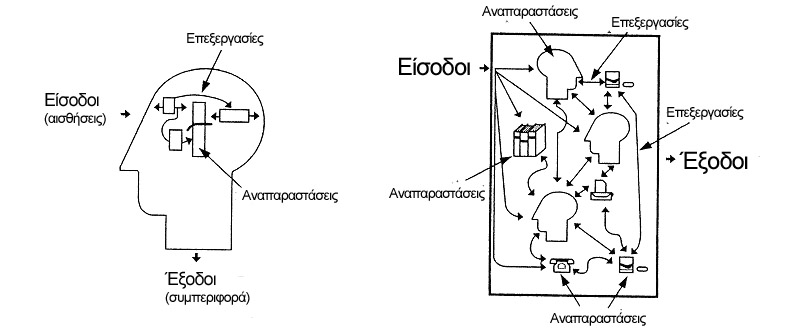 Επεξεργασίες
Είσοδοι
(αισθήσεις)
Αναπαραστάσεις
Έξοδοι
(συμπεριφορά)
Αναπαραστάσεις
Επεξεργασίες
Είσοδοι
Επεξεργασίες
Έξοδοι
Αναπαραστάσεις
Αναπαραστάσεις